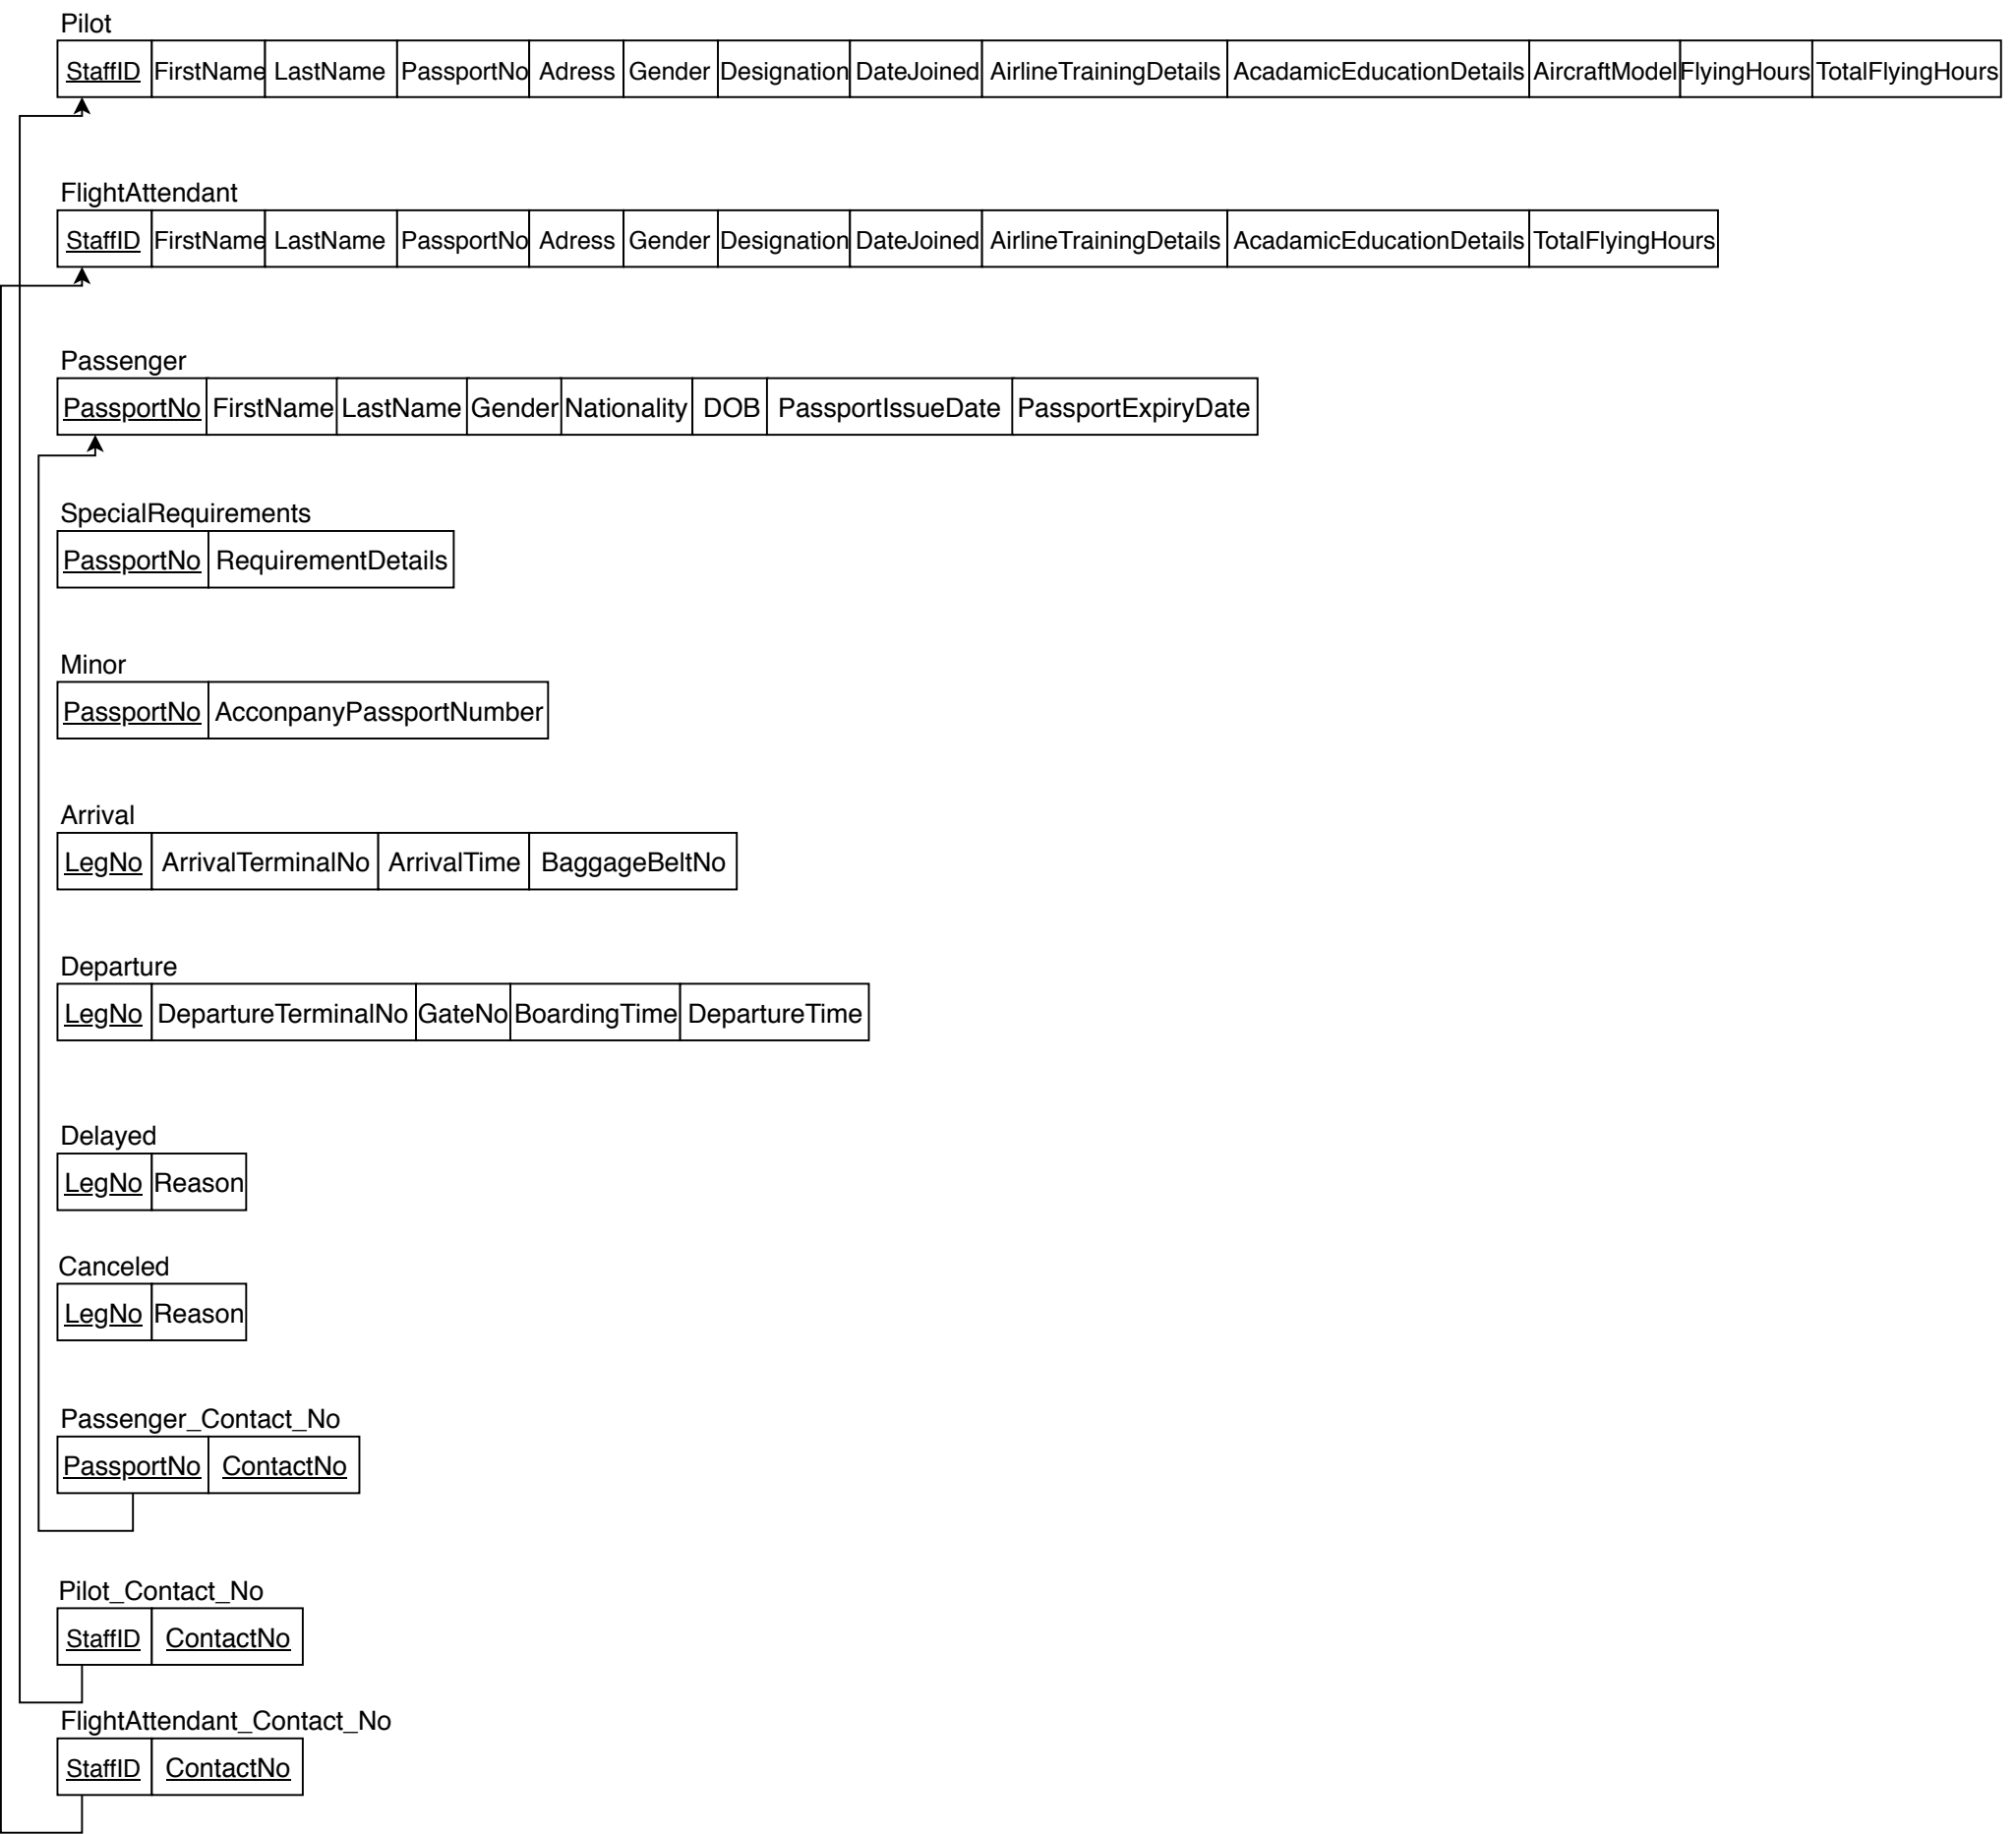 Pilot
StaffID FirstName LastName PassportNo Adress Gender Designation DateJoined AirlineTrainingDetails AcadamicEducationDetails AircraftModel FlyingHours TotalFlyingHours
FlightAttendant
StaffID FirstName LastName PassportNo Adress Gender Designation DateJoined AirlineTrainingDetails AcadamicEducationDetails TotalFlyingHours
Passenger
PassportNo FirstName LastName Gender Nationality DOB PassportIssueDate PassportExpiryDate
SpecialRequirements
PassportNo RequirementDetails
Minor
PassportNo AcconpanyPassportNumber
Arrival
LegNo ArrivalTerminalNo ArrivalTime BaggageBeltNo
Departure
LegNo DepartureTerminalNo GateNo BoardingTime DepartureTime
Delayed
LegNo Reason
Canceled
LegNo Reason
Passenger_Contact_No
PassportNo ContactNo
Pilot_Contact_No
StaffID ContactNo
FlightAttendant_Contact_No
StaffID ContactNo